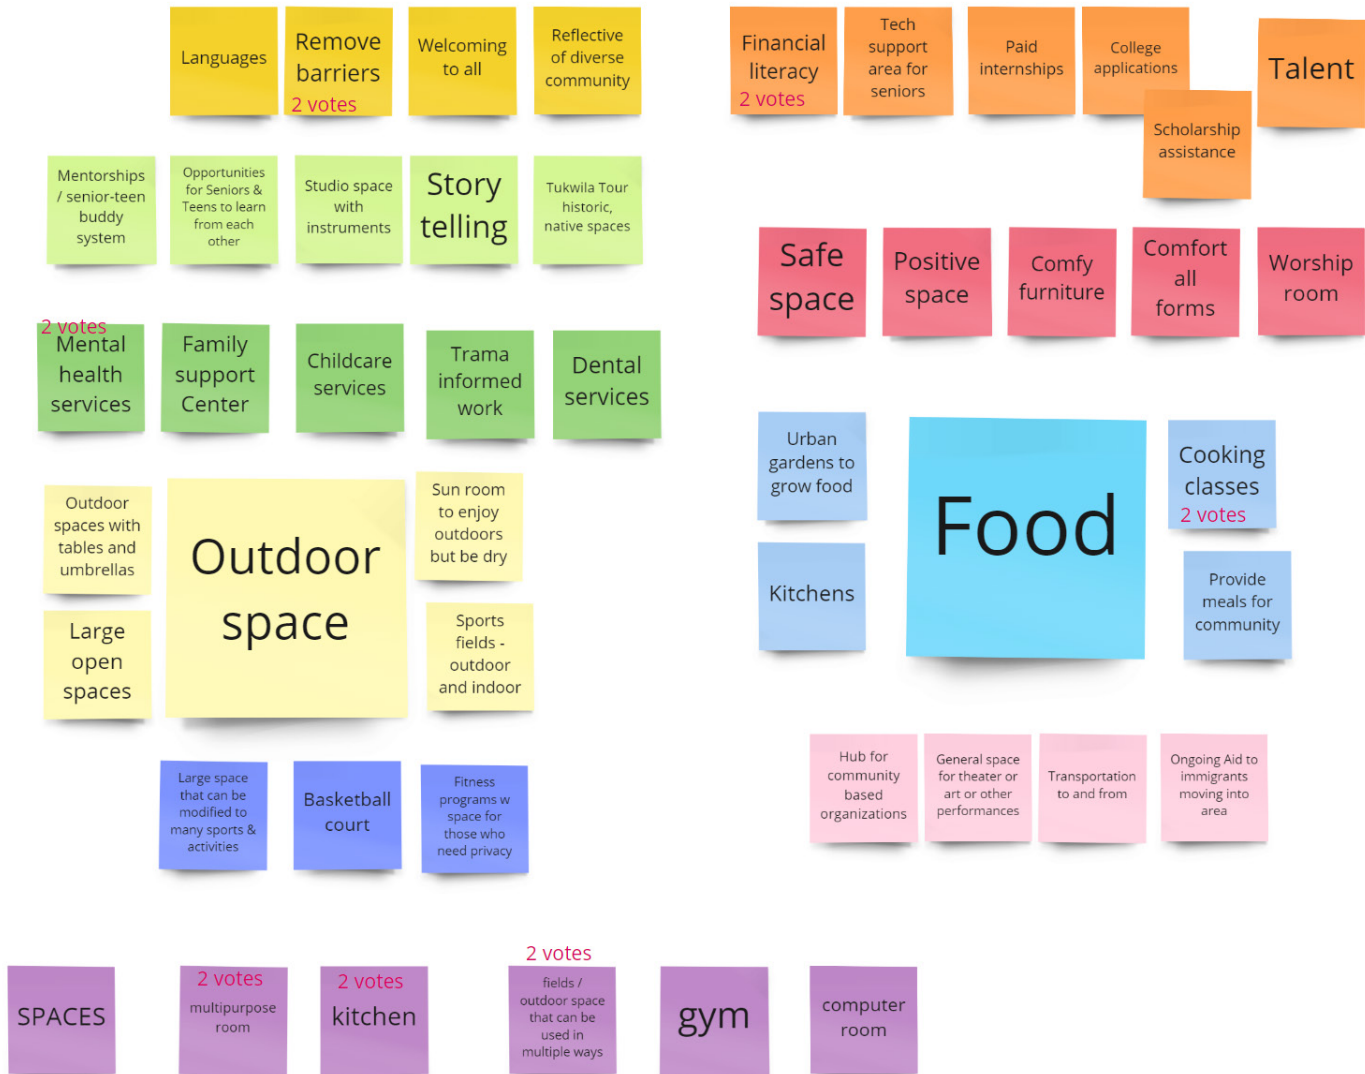 Languages
Remove
barriers
2 votes
Welcoming
to all
Reflective
of diverse
community
Financial
literacy
2 votes
Tech
support
area for
seniors
Paid
internships
College
applications
Scholarship
assistance
Talent
Mentorships
/ senior-teen
buddy
system
Opportunities
for Seniors &
Teens to learn
from each
other
Studio space
with
instruments
Story
telling
Tukwila Tour
historic,
native spaces
Safe
space
Positive
space
Comfy
furniture
Comfort
all
forms
Worship
room
2 votes
Mental
health
services
Family
support
Center
Childcare
services
Trama
informed
work
Dental
services
Outdoor
spaces with
tables and
umbrellas
Large
open
spaces
Outdoor
space
Sun room
to enjoy
outdoors
but be dry
Sports
fields -
outdoor
and indoor
Urban
gardens to
grow food
Kitchens
Food
Cooking
classes
2 votes
Provide
meals for
community
Large space
that can be
modified to
many sports &
activities
Basketball
court
Fitness
programs w
space for
those who
need privacy
Hub for
community
based
organizations
General space
for theater or
art or other
performances
Transportation
to and from
Ongoing Aid to
immigrants
moving into
area
SPACES
2 votes
multipurpose
room
2 votes
kitchen
2 votes
fields /
outdoor space
that can be
used in
multiple ways
gym
computer
room